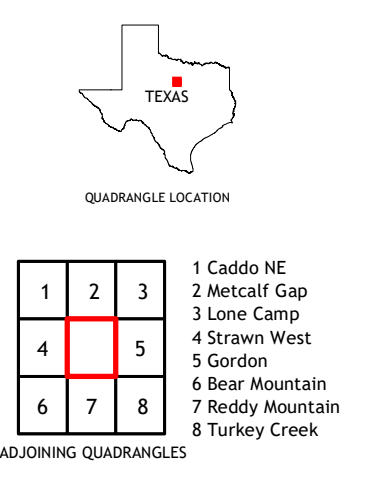 TEXAS
QUADRANGLE LOCATION
1 2 3
4 5
6 7 8
ADJOINING QUADRANGLES
1 Caddo NE
2 Metcalf Gap
3 Lone Camp
4 Strawn West
5 Gordon
6 Bear Mountain
7 Reddy Mountain
8 Turkey Creek